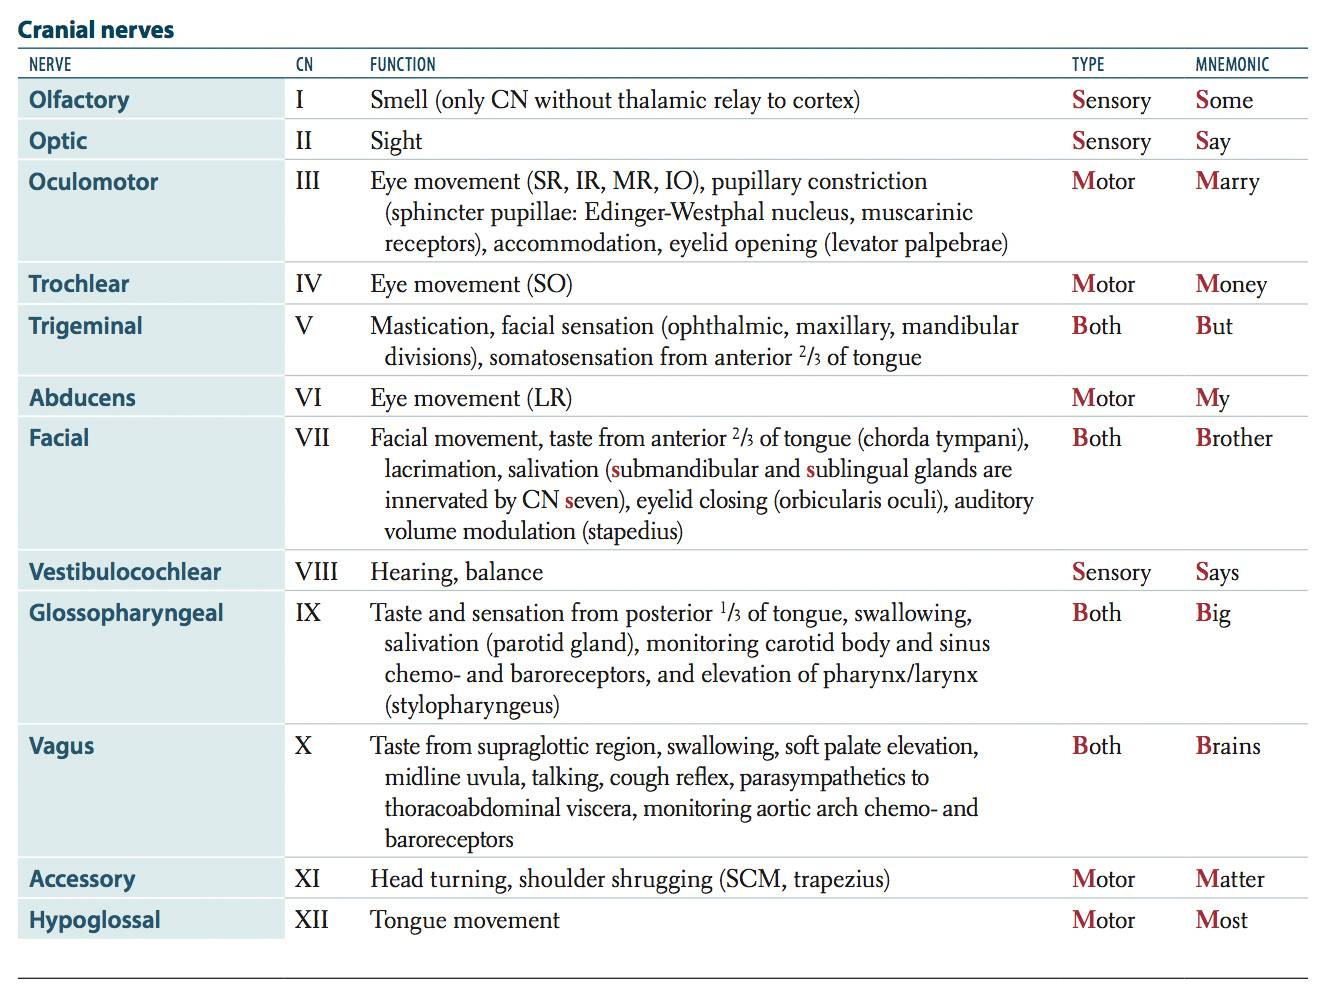 Cranial nerves
NERVE CN FUNCTION TYPE MNEMONIC
Olfactory I Smell (only CN without thalamic relay to cortex) Sensory Some
Optic II Sight Sensory Say
Oculomotor III Eye movement (SR, IR, MR, IO), pupillary constriction Motor Marry
(sphincter pupillae: Edinger-Westphal nucleus, muscarinic
receptors), accommodation, eyelid opening (levator palpebrae)
Trochlear IV Eye movement (SO) Motor Money
Trigeminal V Mastication, facial sensation (ophthalmic, maxillary, mandibular Both But
divisions), somatosensation from anterior 2/3 of tongue
Abducens VI Eye movement (LR) Motor My
Facial VII Facial movement, taste from anterior 2/3 of tongue (chorda tympani), Both Brother
lacrimation, salivation (submandibular and sublingual glands are
innervated by CN seven), eyelid closing (orbicularis oculi), auditory
volume modulation (stapedius)
Vestibulocochlear VIII Hearing, balance Sensory Says
Glossopharyngeal IX Taste and sensation from posterior 1/3 of tongue, swallowing, Both Big
salivation (parotid gland), monitoring carotid body and sinus
chemo- and baroreceptors, and elevation of pharynx/larynx
(stylopharyngeus)
Vagus X Taste from supraglottic region, swallowing, soft palate elevation, Both Brains
midline uvula, talking, cough reflex, parasympathetics to
thoracoabdominal viscera, monitoring aortic arch chemo- and
baroreceptors
Accessory XI Head turning, shoulder shrugging (SCM, trapezius) Motor Matter
Hypoglossal XII Tongue movement Motor Most